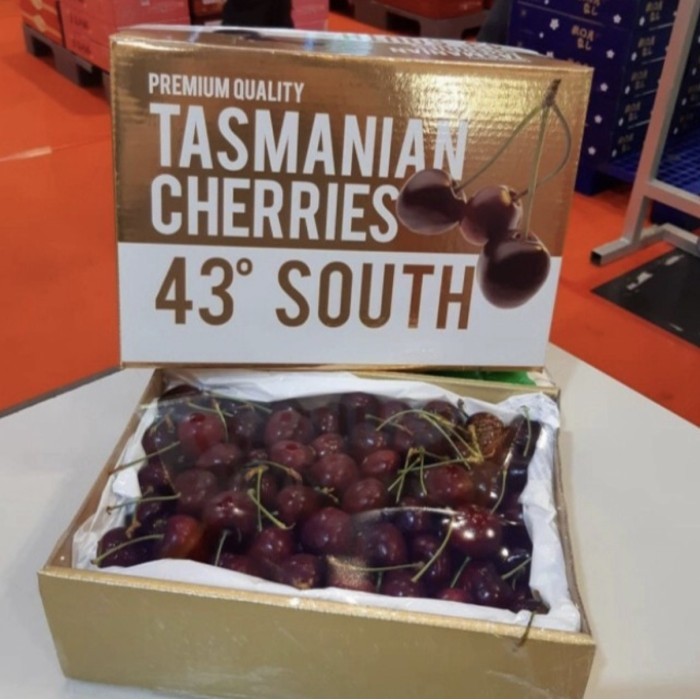 PREMIUM QUALITY
TASMANIAN
CHERRIES
43° SOUTH